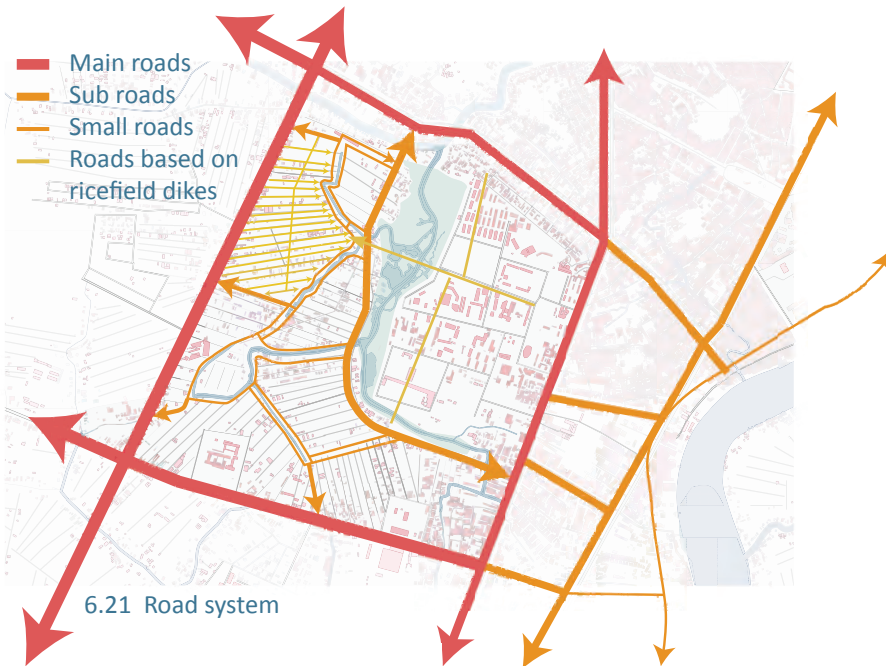 Main roads
Sub roads
Small roads
Roads based on
ricefield dikes
6.21 Road system